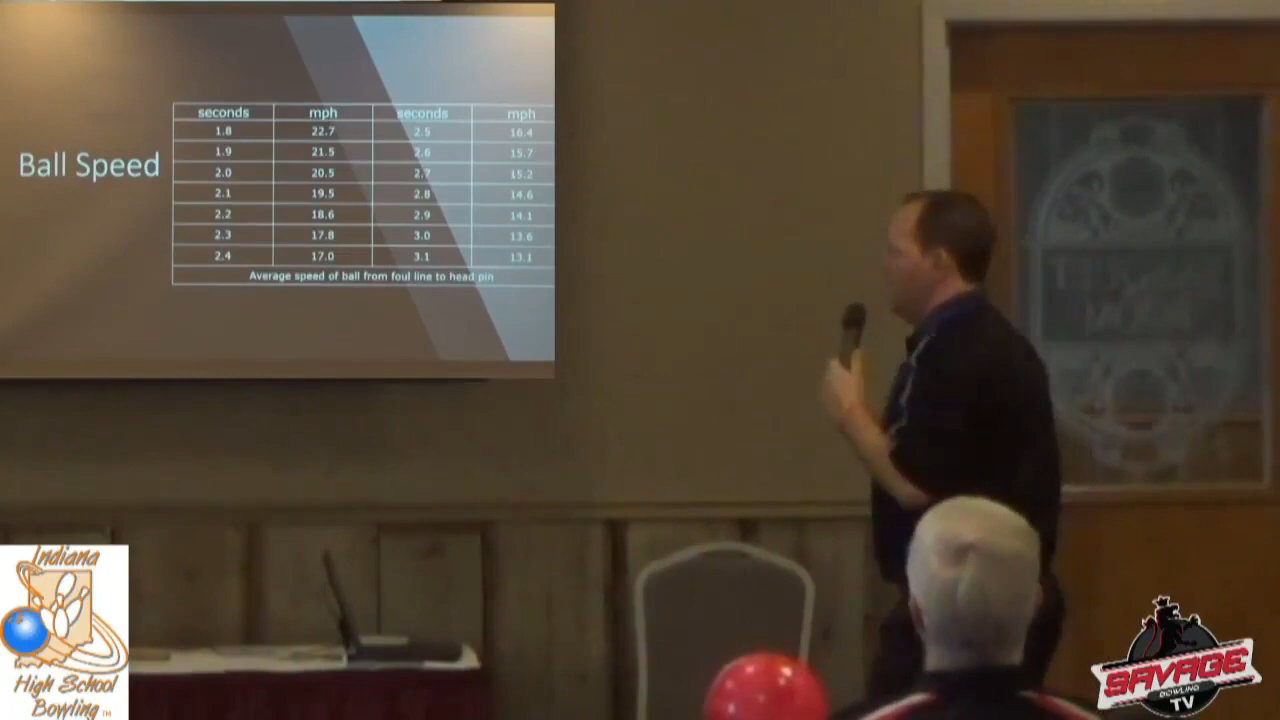 Ball Speed
seconds mph seconds mph
1.8 22.7 2.5 16.4
1.9 21.5 2.6 15.7
2.0 20.5 2.7 15.2
2.1 19.5 2.8 14.6
2.2 18.6 2.9 14.1
2.3 17.8 3.0 13.6
2.4 17.0 3.1 13.1
Average speed of ball from foul line to head pin
Indiana
High School
Bowling TM
SAVAGE
BOWLING
TV